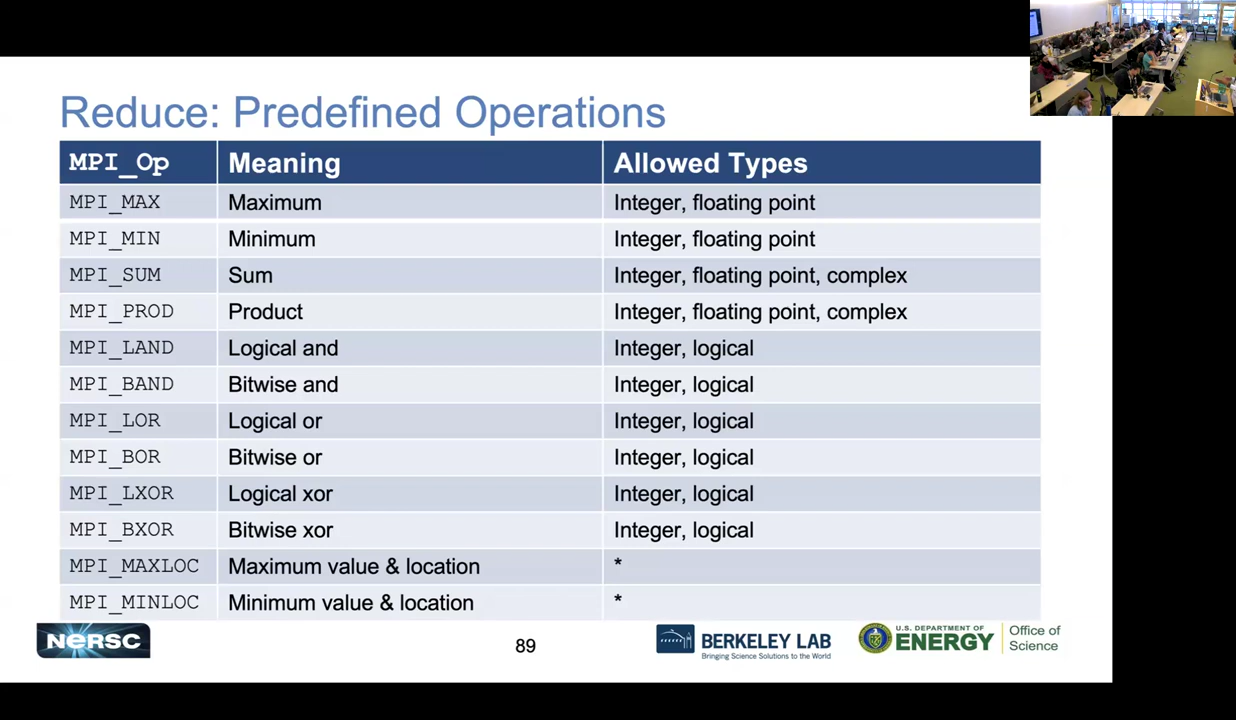 Reduce: Predefined Operations
MPI_Op Meaning Allowed Types
MPI_MAX Maximum Integer, floating point
MPI_MIN Minimum Integer, floating point
MPI_SUM Sum Integer, floating point, complex
MPI_PROD Product Integer, floating point, complex
MPI_LAND Logical and Integer, logical
MPI_BAND Bitwise and Integer, logical
MPI_LOR Logical or Integer, logical
MPI_BOR Bitwise or Integer, logical
MPI_LXOR Logical xor Integer, logical
MPI_BXOR Bitwise xor Integer, logical
MPI_MAXLOC Maximum value & location *
MPI_MINLOC Minimum value & location *
NERSC
89
BERKELEY LAB
Bringing Science Solutions to the World
U.S. DEPARTMENT OF
ENERGY
Office of
Science